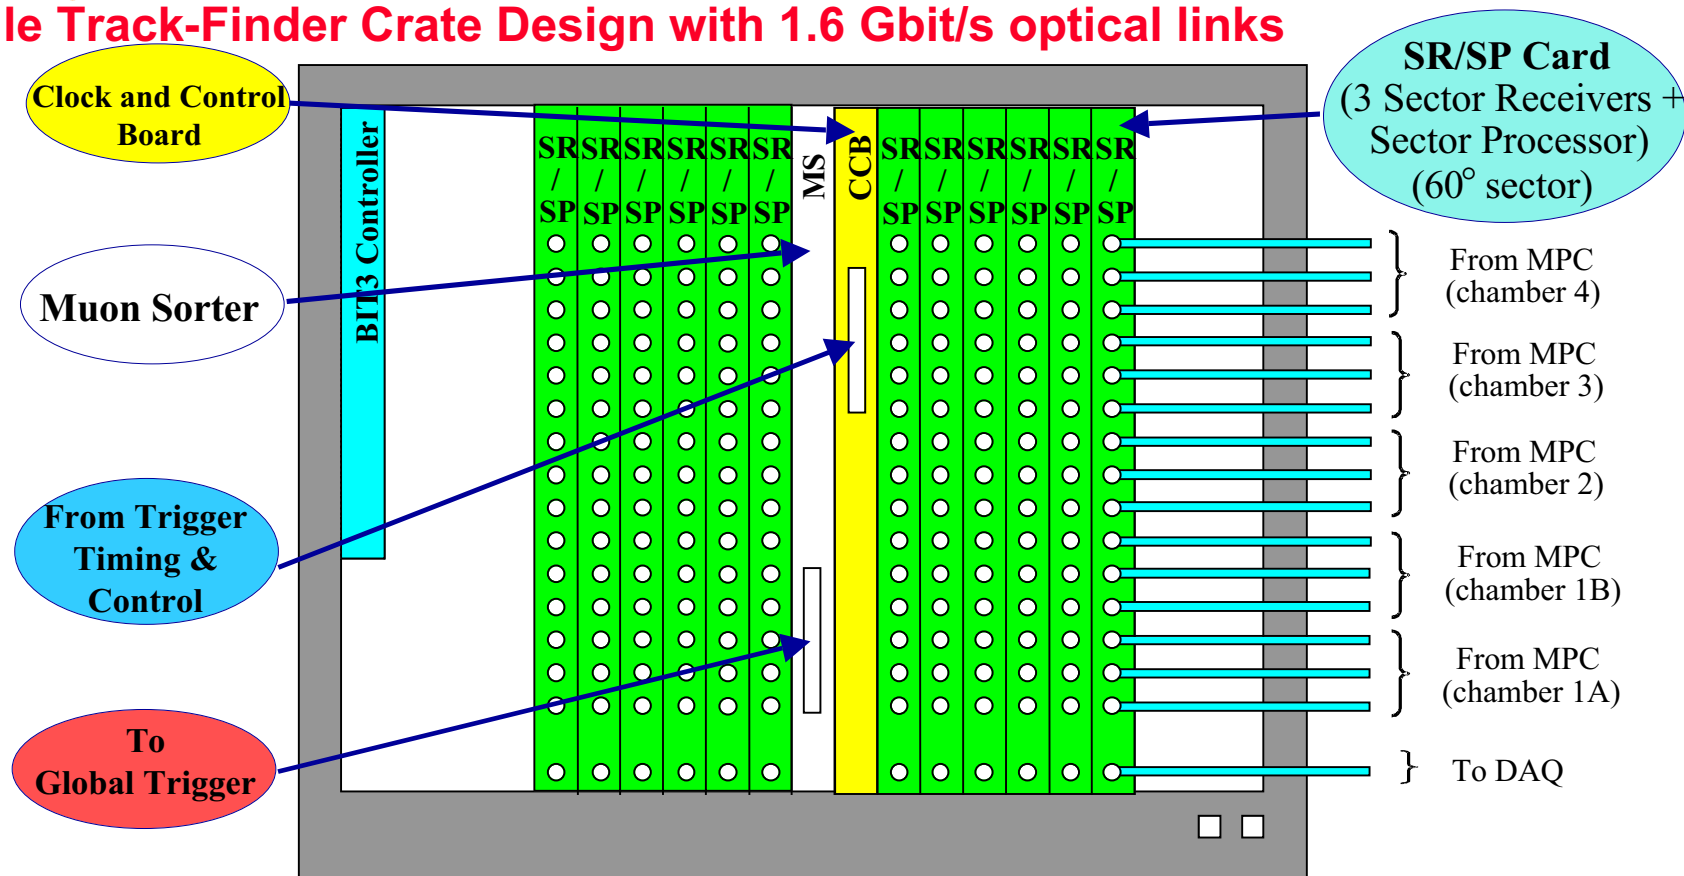 le Track-Finder Crate Design with 1.6 Gbit/s optical links
Clock and Control
Board
Muon Sorter
From Trigger
Timing &
Control
To
Global Trigger
BIT3 Controller
SR SR SR SR SR SR
/ / / / / /
SP SP SP SP SP SP
MS
CCB
SR SR SR SR SR SR
/ / / / / /
SP SP SP SP SP SP
SR/SP Card
(3 Sector Receivers +
Sector Processor)
(60° sector)
From MPC
(chamber 4)
From MPC
(chamber 3)
From MPC
(chamber 2)
From MPC
(chamber 1B)
From MPC
(chamber 1A)
To DAQ